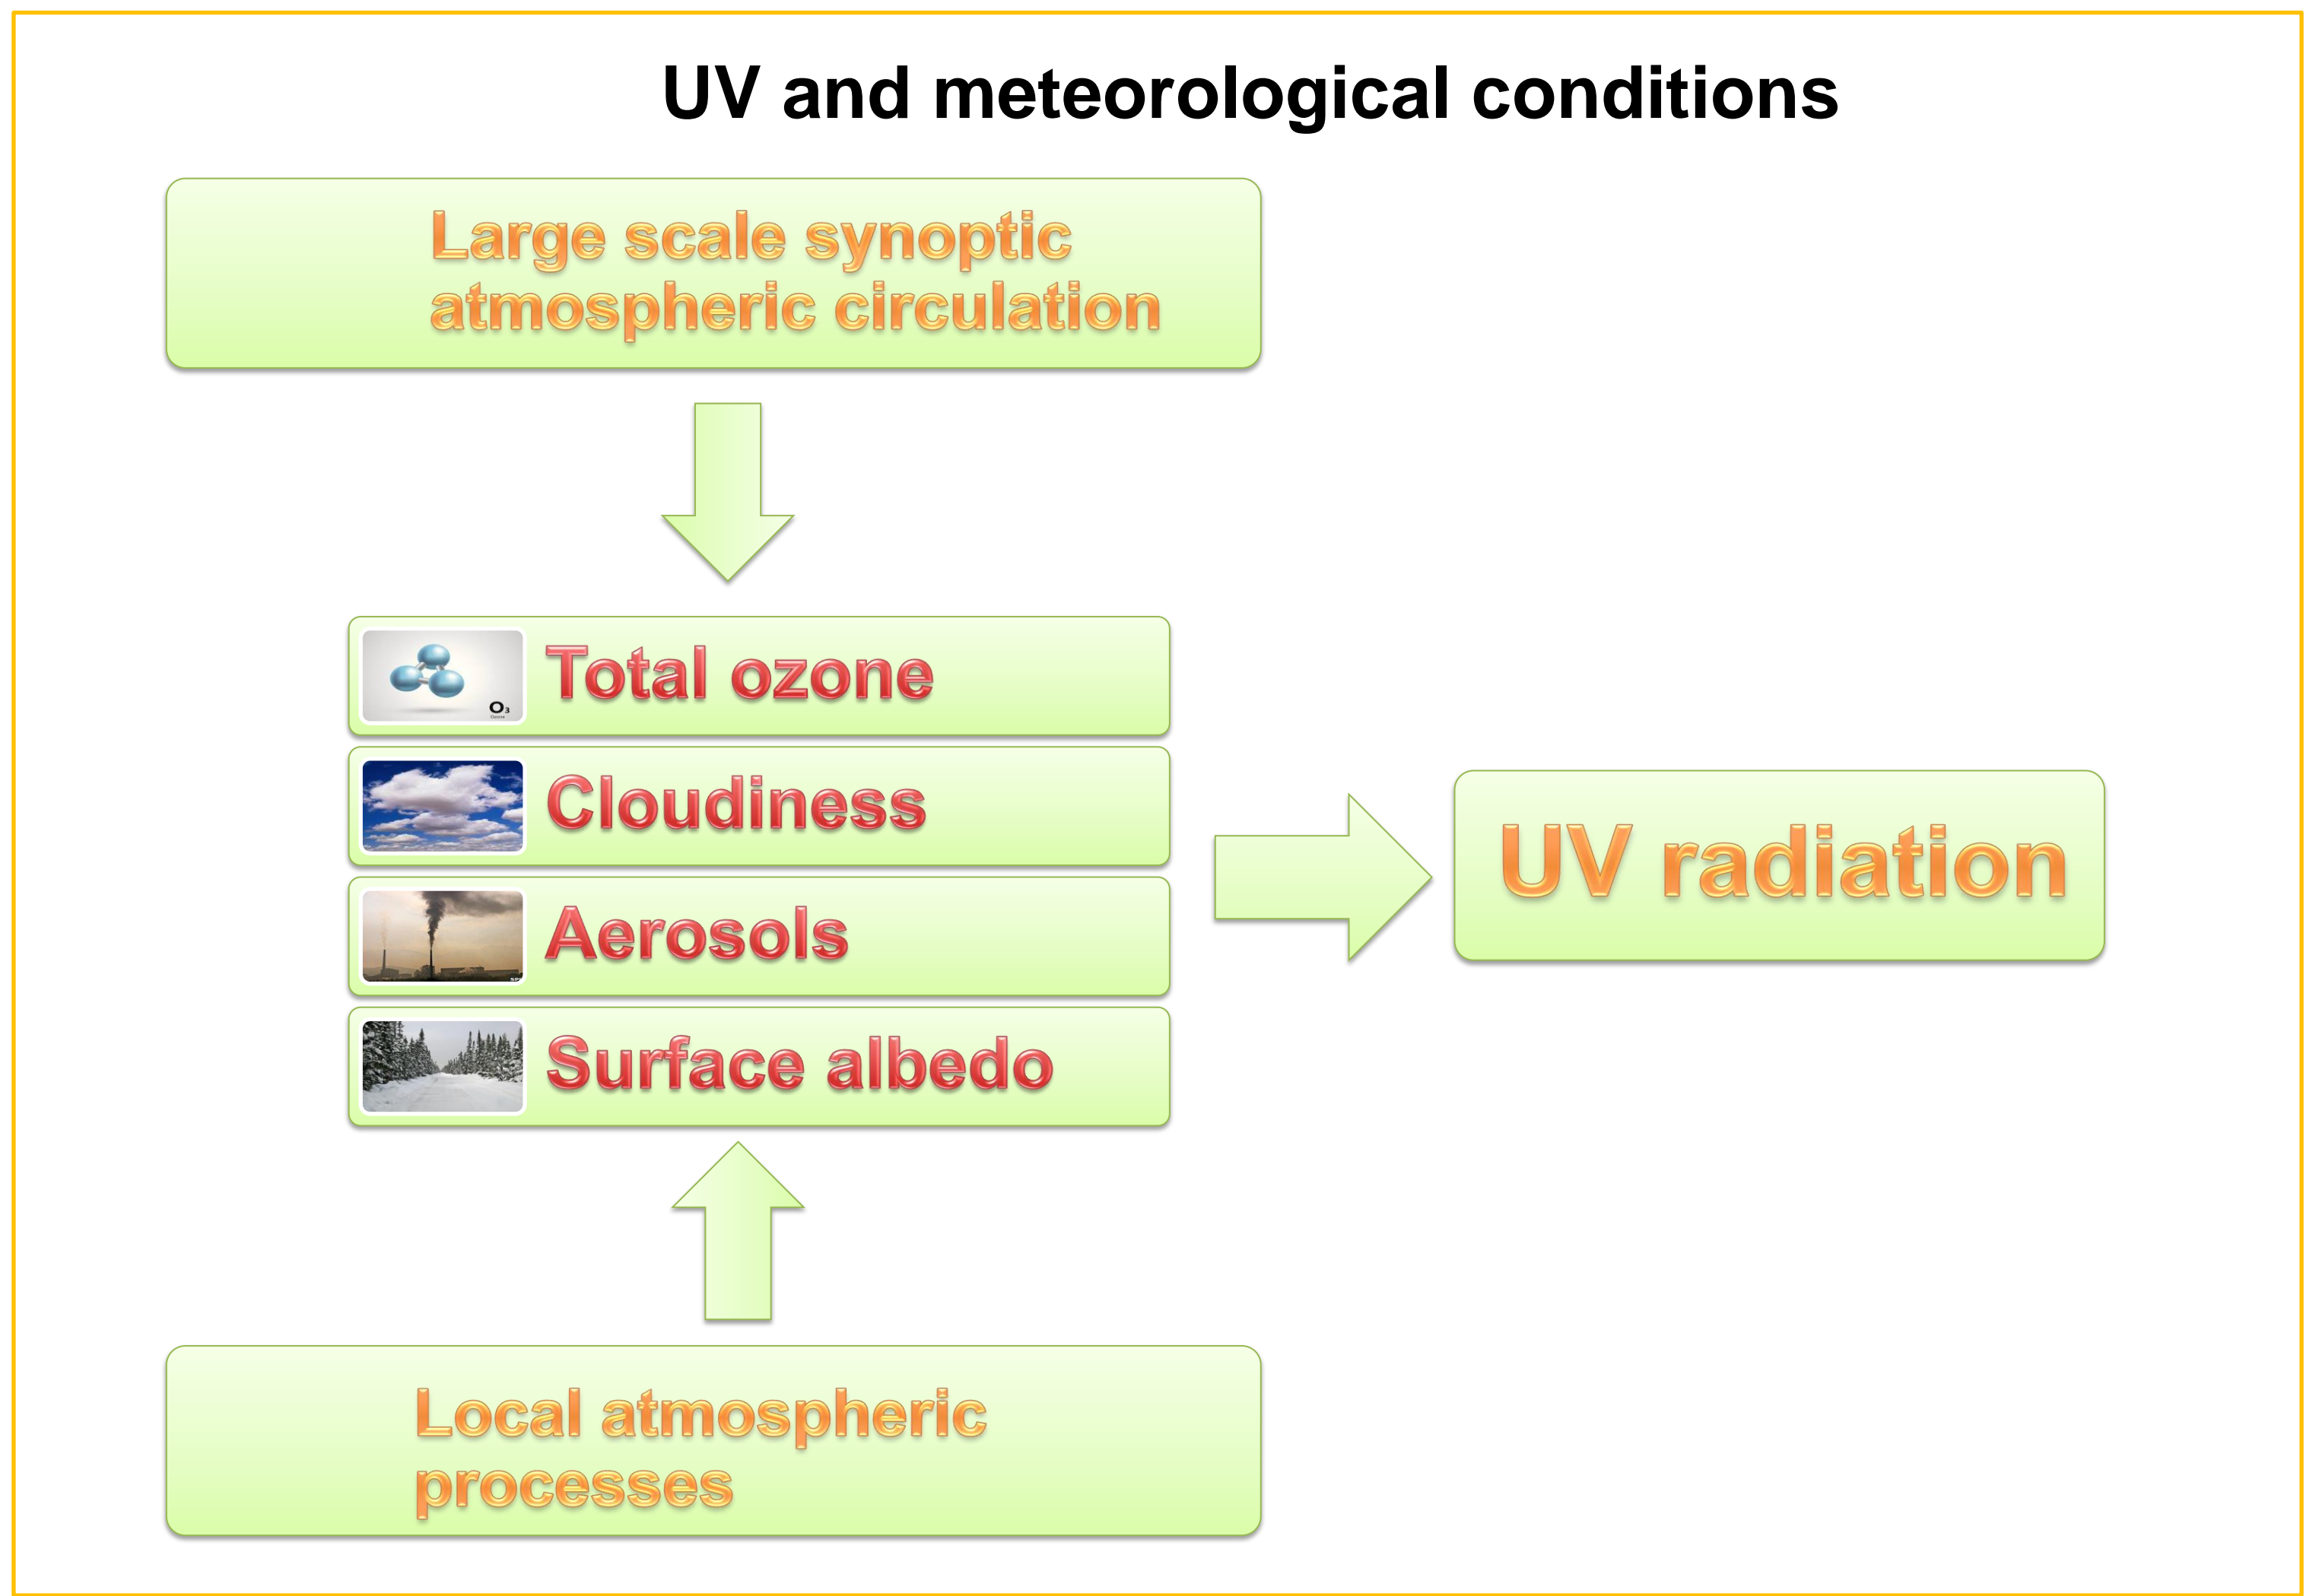 UV and meteorological conditions
Large scale synoptic
atmospheric circulation
O₃
Ozone
Total ozone
Cloudiness
Aerosols
Surface albedo
UV radiation
Local atmospheric
processes